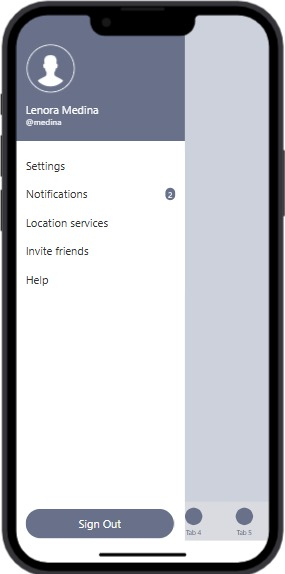 Lenora Medina
@medina
Settings
Notifications 2
Location services
Invite friends
Help
Sign Out
Tab 4 Tab 5